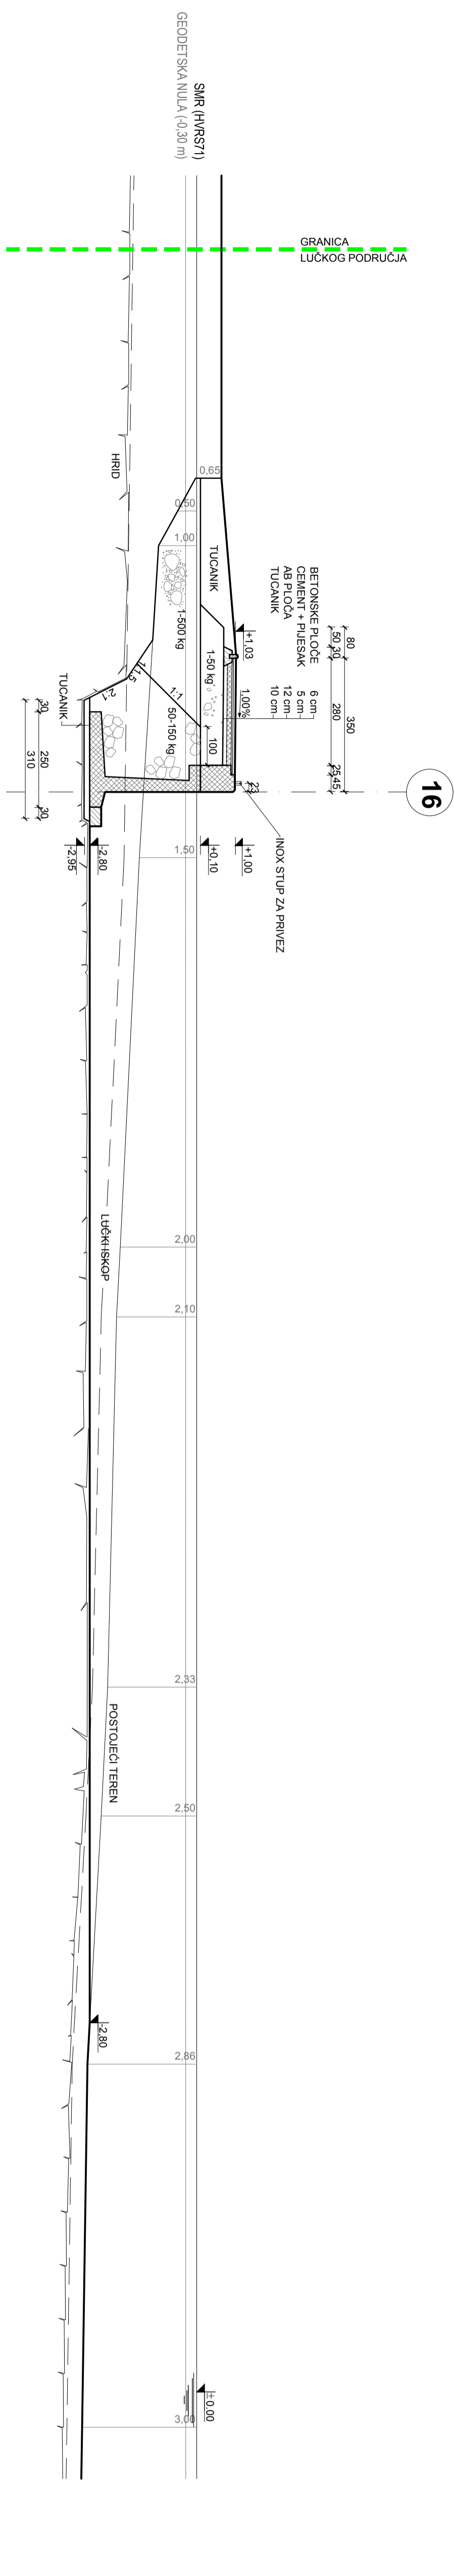 16
GEODETSKA NULA (-0,30 m)
SMR (HVRS71)
GRANICA
LUČKOG PODRUČJA
HRID
0,65
0,50
1,00
TUCANIK
1-500 kg
BETONSKE PLOČE 6 cm
CEMENT + PIJESAK 5 cm
AB PLOČA 12 cm
TUCANIK 10 cm
80
350
50
30
280
25
45
+1,03
1,00%
1-50 kg
100
23
1:1,5
1:1
2:1
50-150 kg
TUCANIK
30
250
30
310
INOX STUP ZA PRIVEZ
+1,00
+0,10
1,50
-2,80
-2,95
2,00
LUČKI ISKOP
2,10
2,33
POSTOJEĆI TEREN
2,50
-2,80
2,86
±0.00
3,00